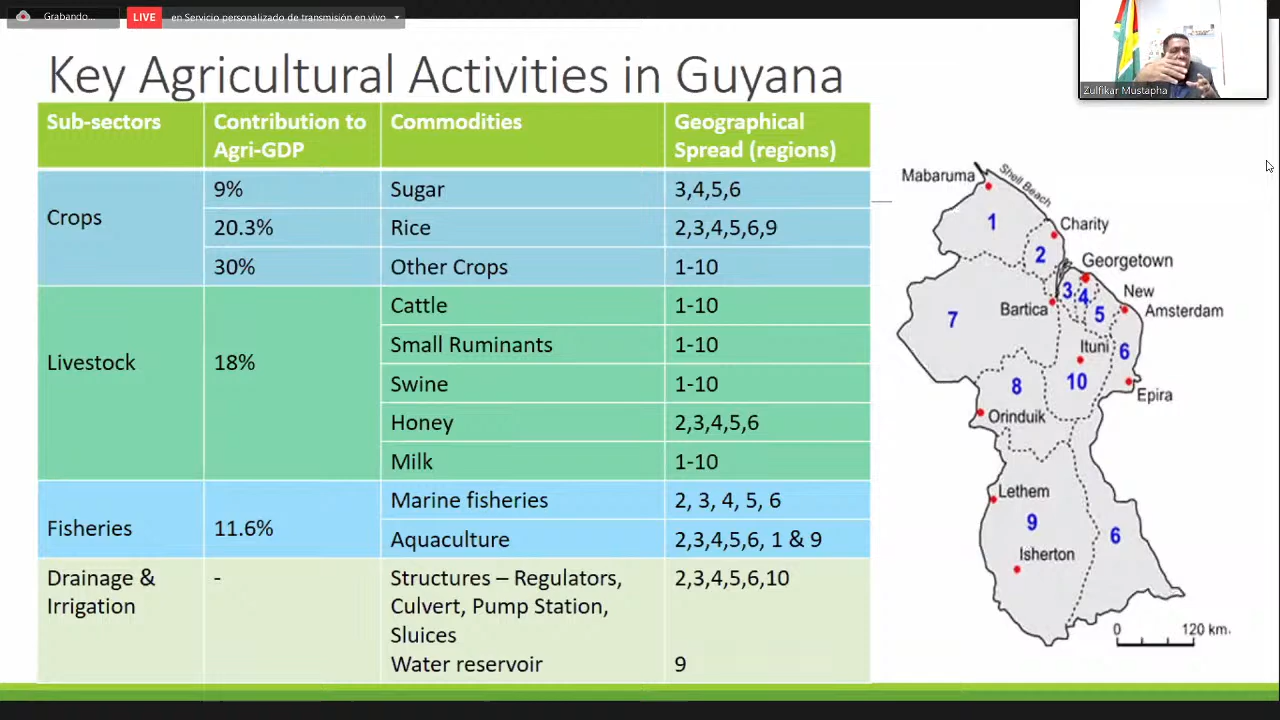 Grabando...
LIVE
en Servicio personalizado de transmisión en vivo
Zulfikar Mustapha
Key Agricultural Activities in Guyana
Sub-sectors
Contribution to
Agri-GDP
Commodities
Geographical
Spread (regions)
Crops
9%
Sugar
3,4,5,6
20.3%
Rice
2,3,4,5,6,9
30%
Other Crops
1-10
Livestock
18%
Cattle
1-10
Small Ruminants
1-10
Swine
1-10
Honey
2,3,4,5,6
Milk
1-10
Fisheries
11.6%
Marine fisheries
2, 3, 4, 5, 6
Aquaculture
2,3,4,5,6, 1 & 9
Drainage &
Irrigation
-
Structures – Regulators,
Culvert, Pump Station,
Sluices
2,3,4,5,6,10
Water reservoir
9
Mabaruma
Shell Beach
1
Charity
2
Georgetown
3
4
New
Amsterdam
Bartica
5
7
Ituni
6
8
10
Epira
Orinduik
Lethem
9
6
Isherton
0
120 km.